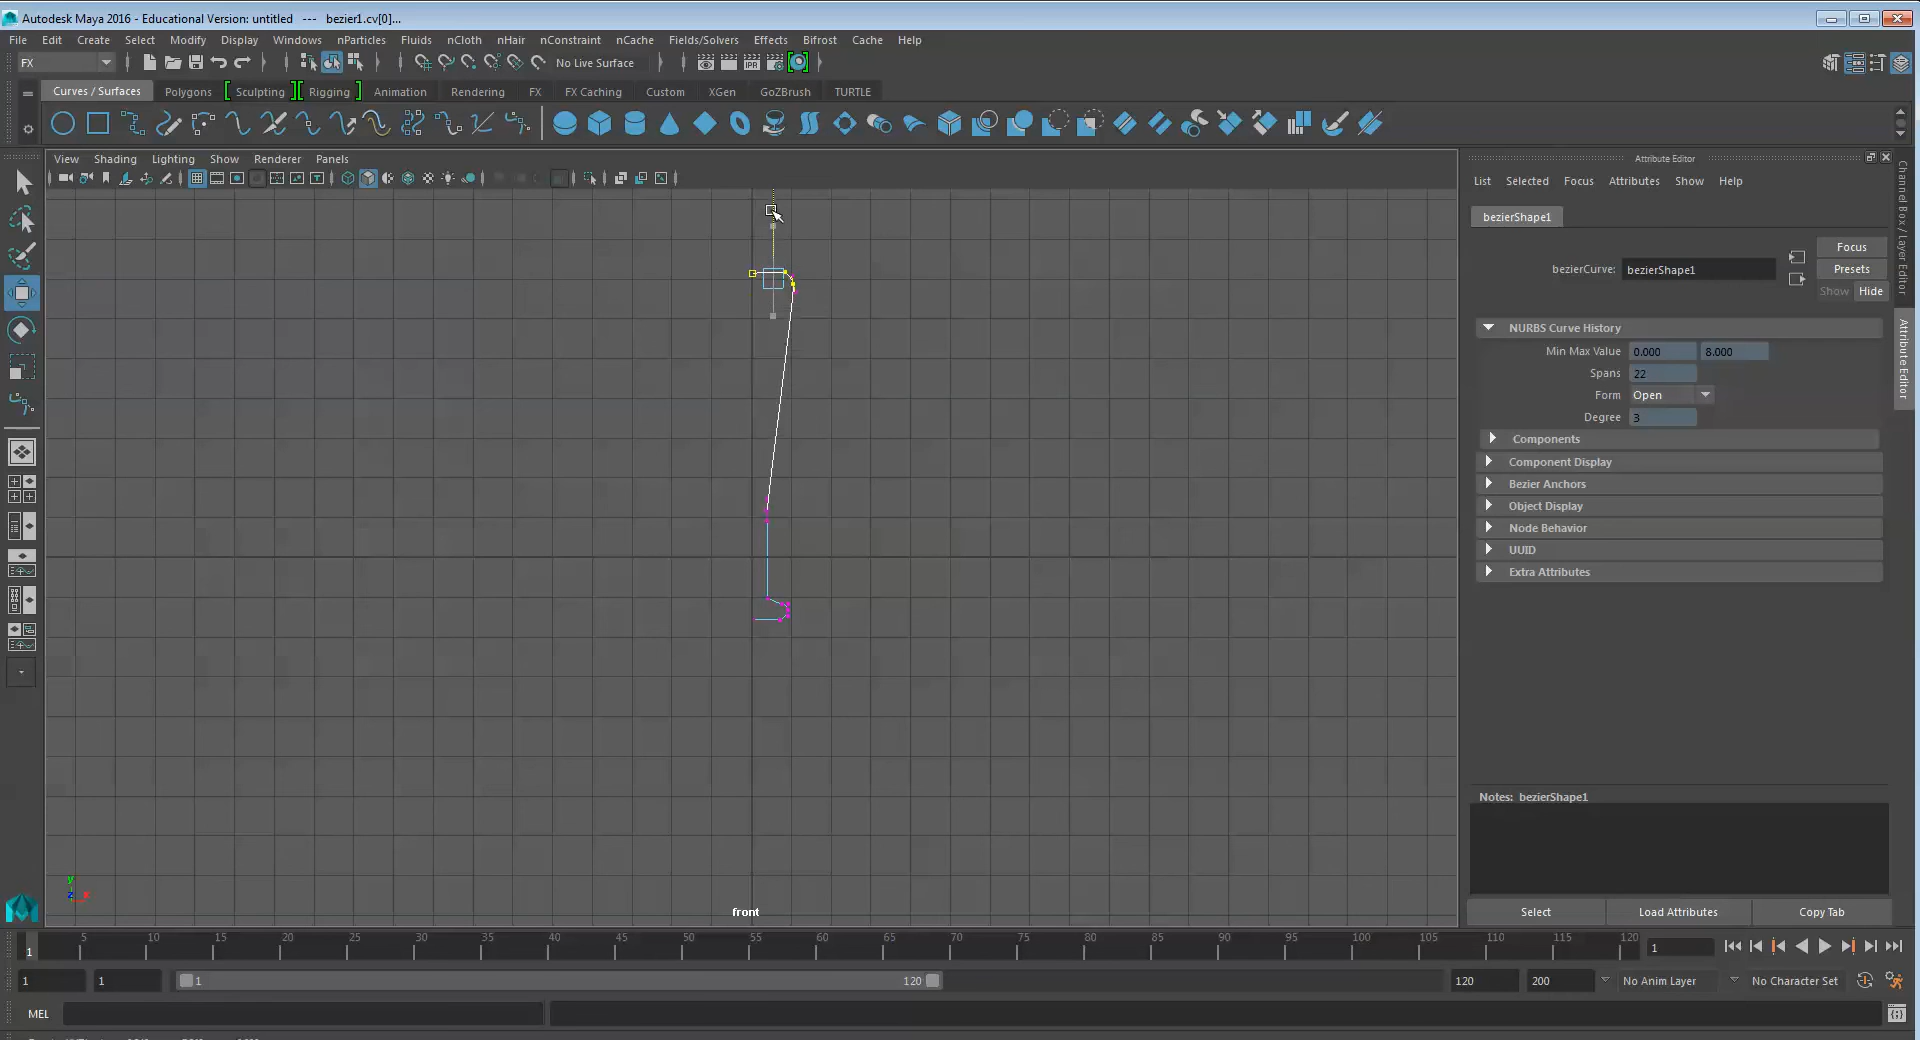 Autodesk Maya 2016 - Educational Version: untitled --- bezier1.cv[0]...
File Edit Create Select Modify Display Windows nParticles Fluids nCloth nHair nConstraint nCache Fields/Solvers Effects Bifrost Cache Help
FX No Live Surface
Curves / Surfaces Polygons Sculpting Rigging Animation Rendering FX FX Caching Custom XGen GoZBrush TURTLE
View Shading Lighting Show Renderer Panels
Attribute Editor
List Selected Focus Attributes Show Help
bezierShape1
Focus
bezierCurve: bezierShape1
Presets
Show Hide
NURBS Curve History
Min Max Value 0.000 8.000
Spans 22
Form Open
Degree 3
Components
Component Display
Bezier Anchors
Object Display
Node Behavior
UUID
Extra Attributes
Channel Box / Layer Editor
Attribute Editor
Notes: bezierShape1
y
z x
front
Select Load Attributes Copy Tab
5 10 15 20 25 30 35 40 45 50 55 60 65 70 75 80 85 90 95 100 105 110 115 120
1 1
1 1 1 120 120 200 No Anim Layer No Character Set
MEL